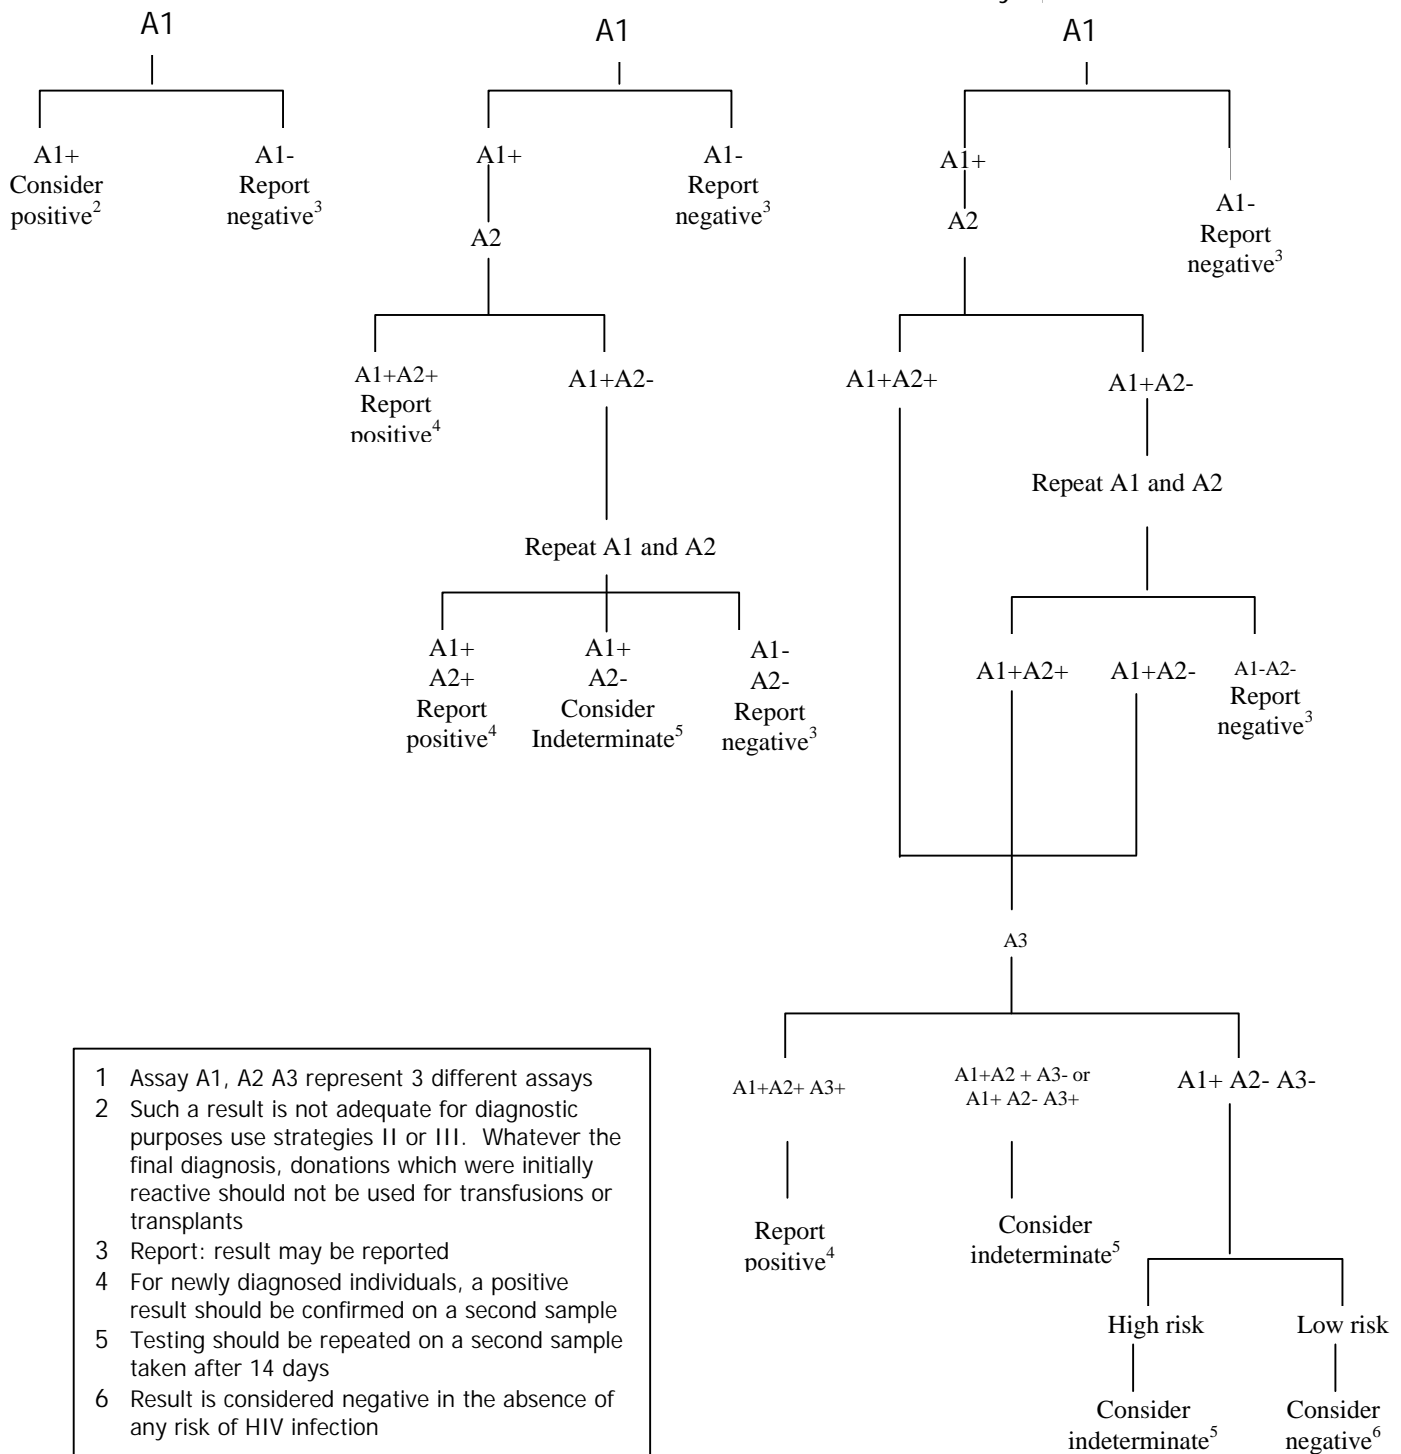 A1
A1+
Consider
positive²
A1-
Report
negative³
A1
A1+
A1-
Report
negative³
A2
A1+A2+
Report
positive⁴
A1+A2-
Repeat A1 and A2
A1+
A2+
Report
positive⁴
A1+
A2-
Consider
Indeterminate⁵
A1-
A2-
Report
negative³
A1
A1+
A1-
Report
negative³
A2
A1+A2+
A1+A2-
Repeat A1 and A2
A1+A2+
A1+A2-
A1-A2-
Report
negative³
A3
A1+A2+ A3+
Report
positive⁴
A1+A2 + A3- or
A1+ A2- A3+
Consider
indeterminate⁵
A1+ A2- A3-
High risk
Consider
indeterminate⁵
Low risk
Consider
negative⁶
1 Assay A1, A2 A3 represent 3 different assays
2 Such a result is not adequate for diagnostic
purposes use strategies II or III. Whatever the
final diagnosis, donations which were initially
reactive should not be used for transfusions or
transplants
3 Report: result may be reported
4 For newly diagnosed individuals, a positive
result should be confirmed on a second sample
5 Testing should be repeated on a second sample
taken after 14 days
6 Result is considered negative in the absence of
any risk of HIV infection